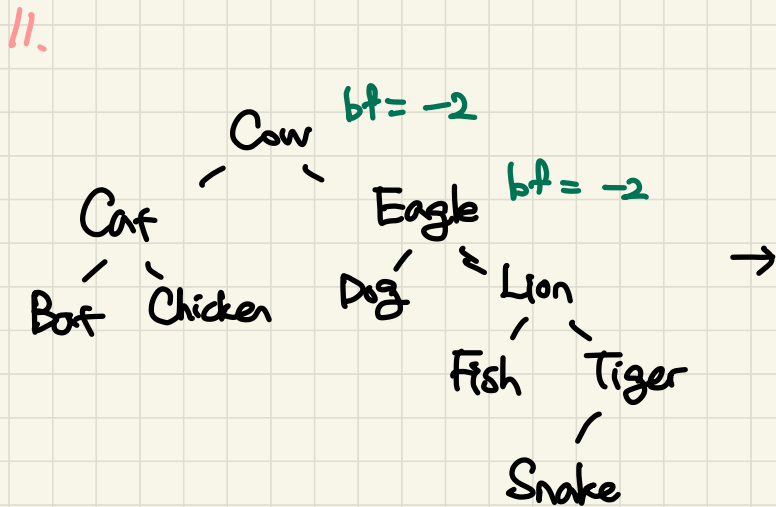 11.
Cow bf = -2
Cat Eagle bf = -2
Bat Chicken Dog Lion →
Fish Tiger
Snake